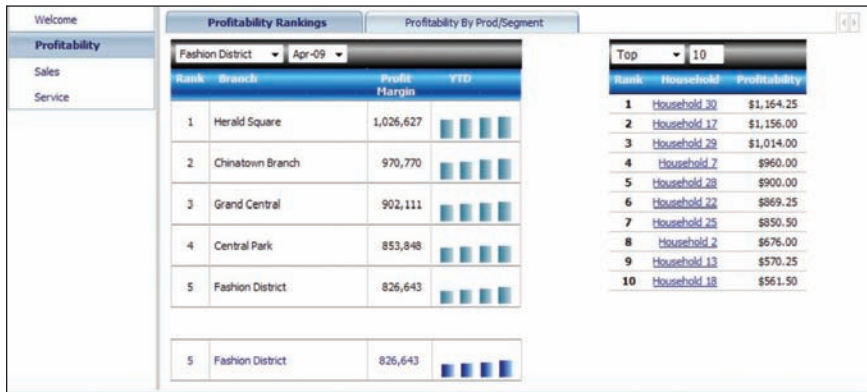 Welcome
Profitability
Sales
Service
Profitability Rankings
Profitability By Prod/Segment
Fashion District
Apr-09
Rank Branch Profit Margin YTD
1 Herald Square 1,026,627
2 Chinatown Branch 970,770
3 Grand Central 902,111
4 Central Park 853,848
5 Fashion District 826,643
5 Fashion District 826,643
Top 10
Rank Household Profitability
1 Household 30 $1,164.25
2 Household 17 $1,156.00
3 Household 29 $1,014.00
4 Household 7 $960.00
5 Household 28 $900.00
6 Household 22 $869.25
7 Household 25 $850.50
8 Household 2 $676.00
9 Household 13 $570.25
10 Household 18 $561.50